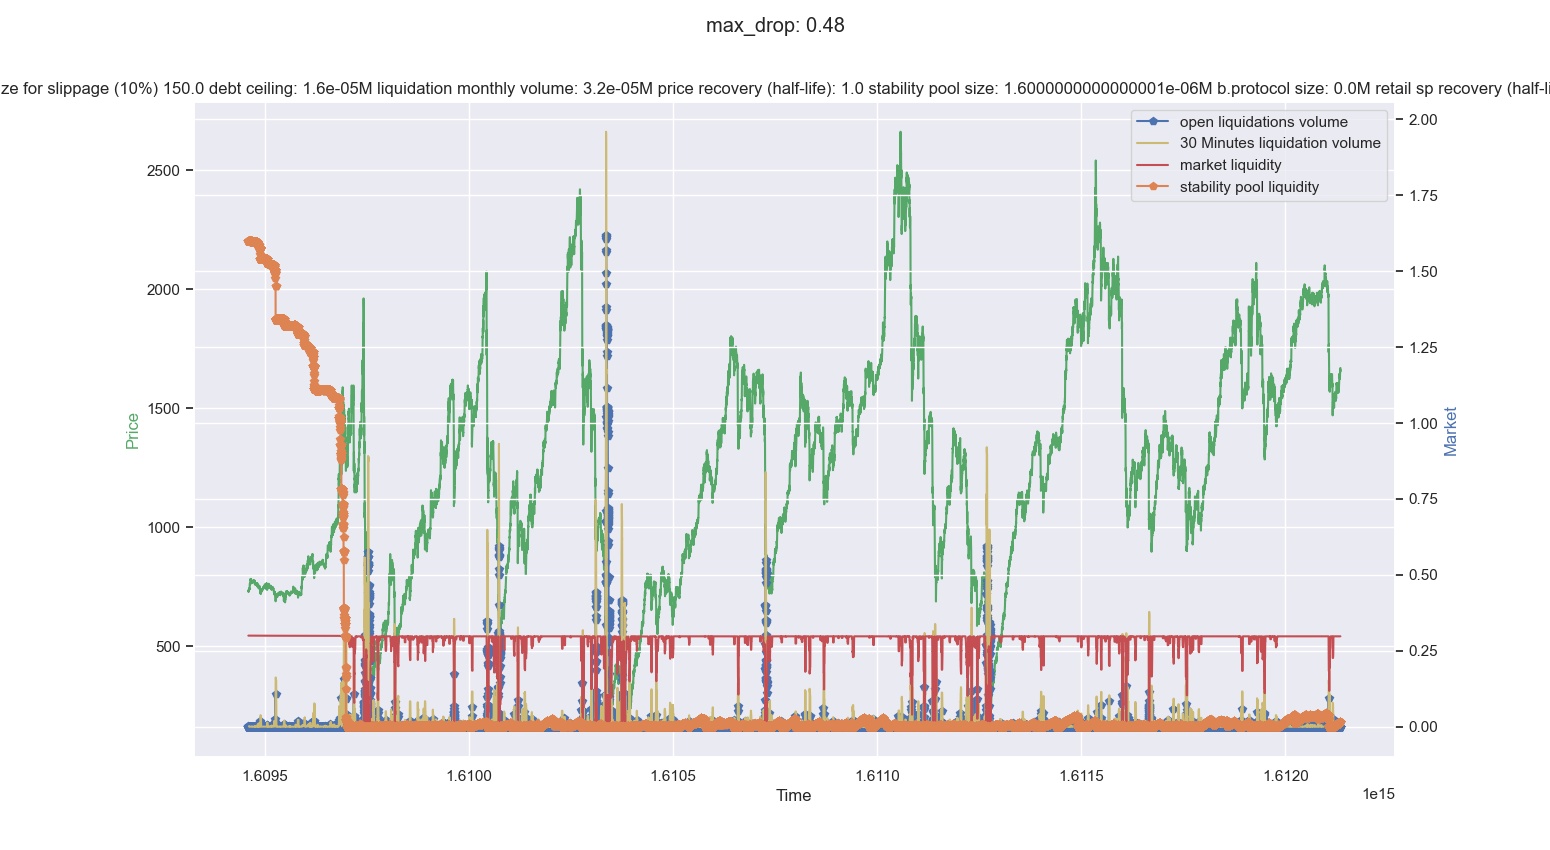 max_drop: 0.48
ze for slippage (10%) 150.0 debt ceiling: 1.6e-05M liquidation monthly volume: 3.2e-05M price recovery (half-life): 1.0 stability pool size: 1.6000000000000001e-06M b.protocol size: 0.0M retail sp recovery (half-li
open liquidations volume
30 Minutes liquidation volume
market liquidity
stability pool liquidity
2500
2000
1500
1000
500
Price
2.00
1.75
1.50
1.25
1.00
0.75
0.50
0.25
0.00
Market
1.6095
1.6100
1.6105
1.6110
1.6115
1.6120
1e15
Time